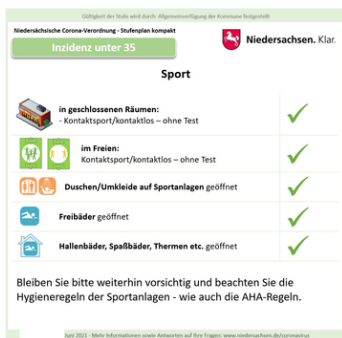 Gültigkeit der Stufe wird durch Allgemeinverfügung der Kommune festgestellt
Niedersächsische Corona-Verordnung - Stufenplan kompakt
Inzidenz unter 35
Niedersachsen. Klar.
Sport
in geschlossenen Räumen:
- Kontaktsport/kontaktlos – ohne Test
im Freien:
Kontaktsport/kontaktlos – ohne Test
Duschen/Umkleide auf Sportanlagen geöffnet
Freibäder geöffnet
Hallenbäder, Spaßbäder, Thermen etc. geöffnet
Bleiben Sie bitte weiterhin vorsichtig und beachten Sie die
Hygieneregeln der Sportanlagen - wie auch die AHA-Regeln.
Juni 2021 - Mehr Informationen sowie Antworten auf Ihre Fragen: www.niedersachsen.de/coronavirus